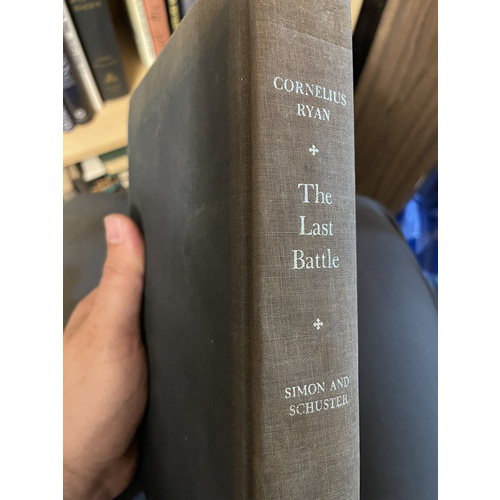 CORNELIUS
RYAN
The
Last
Battle
SIMON AND
SCHUSTER